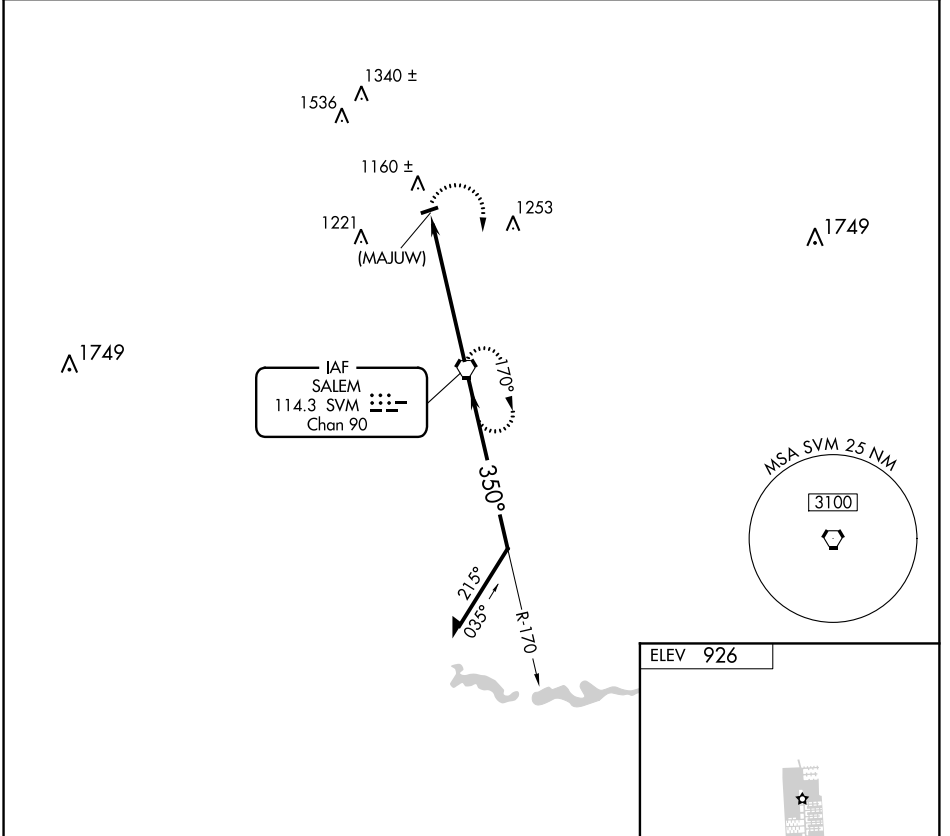 1340 ±
1536
1160 ±
1253
1221
1749
(MAJUW)
1749
IAF
SALEM
114.3 SVM
Chan 90
170°
MSA SVM 25 NM
350°
3100
215°
035°
R-170
ELEV 926